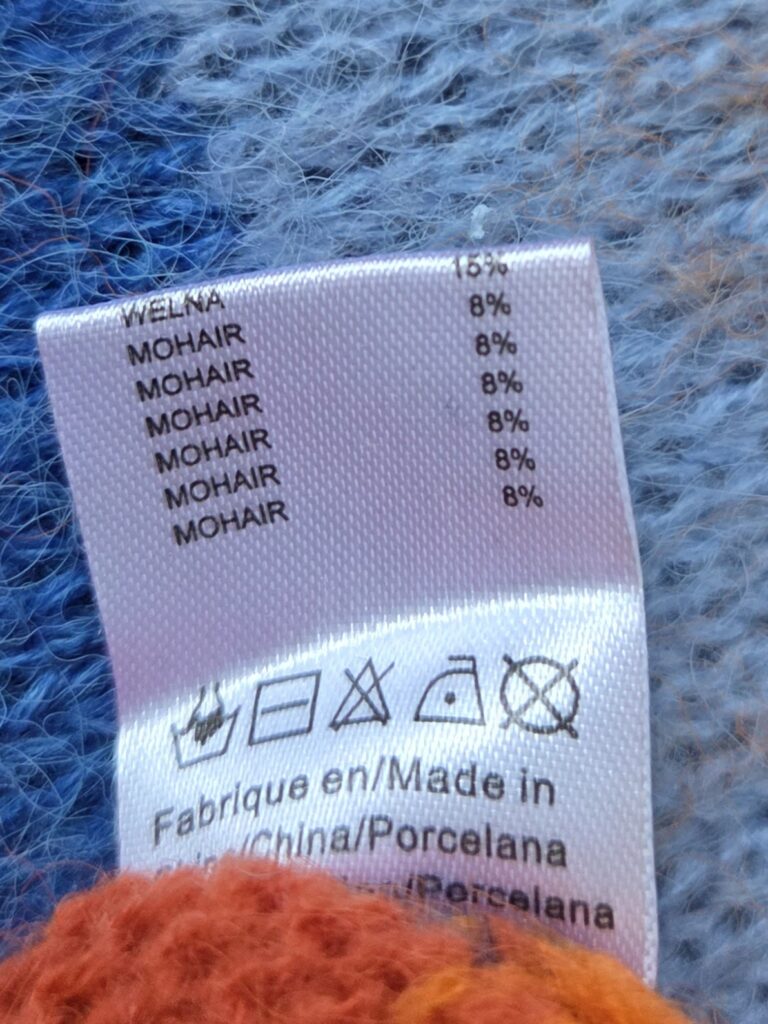 WELNA 15%
MOHAIR 8%
MOHAIR 8%
MOHAIR 8%
MOHAIR 8%
MOHAIR 8%
MOHAIR 8%
Fabrique en/Made in
/China/Porcelana
/Porcelana